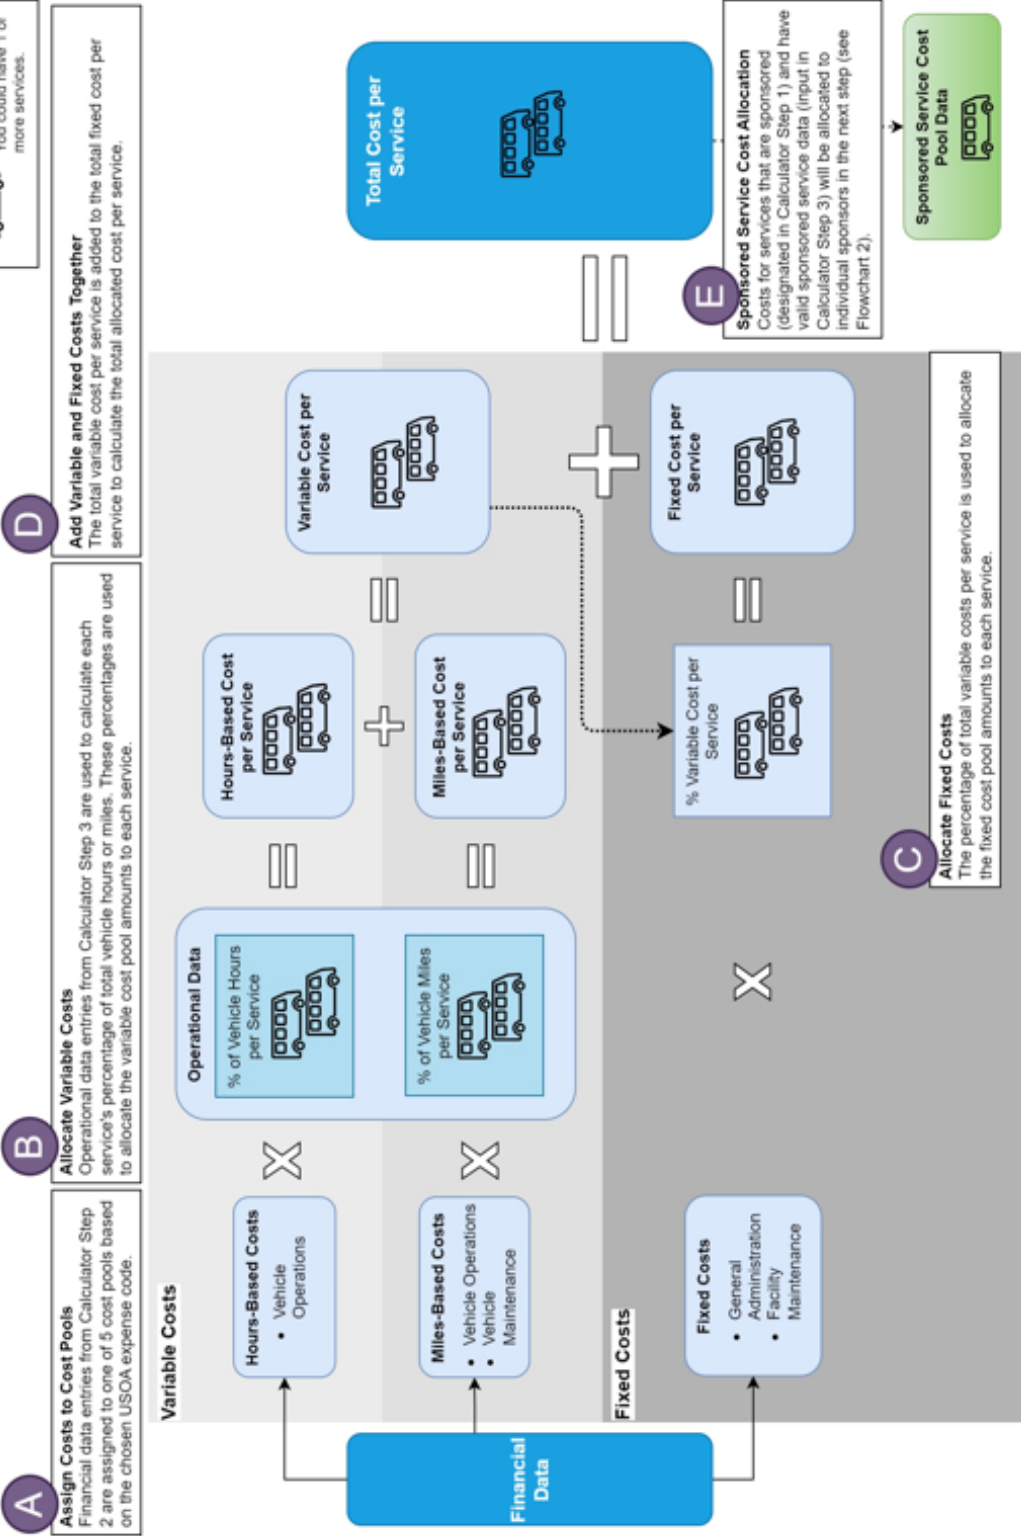 You could have 1 or
more services.
A
Assign Costs to Cost Pools
Financial data entries from Calculator Step
2 are assigned to one of 5 cost pools based
on the chosen USOA expense code.
B
Allocate Variable Costs
Operational data entries from Calculator Step 3 are used to calculate each
service's percentage of total vehicle hours or miles. These percentages are used
to allocate the variable cost pool amounts to each service.
D
Add Variable and Fixed Costs Together
The total variable cost per service is added to the total fixed cost per
service to calculate the total allocated cost per service.
Variable Costs
Hours-Based Costs
• Vehicle
Operations
X
Operational Data
% of Vehicle Hours
per Service
=
Hours-Based Cost
per Service
+
Miles-Based Costs
• Vehicle Operations
• Vehicle
Maintenance
X
% of Vehicle Miles
per Service
=
Miles-Based Cost
per Service
=
Variable Cost per
Service
+
Financial
Data
Fixed Costs
Fixed Costs
• General
Administration
• Facility
Maintenance
X
% Variable Cost per
Service
=
Fixed Cost per
Service
=
Total Cost per
Service
C
Allocate Fixed Costs
The percentage of total variable costs per service is used to allocate
the fixed cost pool amounts to each service.
E
Sponsored Service Cost Allocation
Costs for services that are sponsored
(designated in Calculator Step 1) and have
valid sponsored service data (input in
Calculator Step 3) will be allocated to
individual sponsors in the next step (see
Flowchart 2).
Sponsored Service Cost
Pool Data